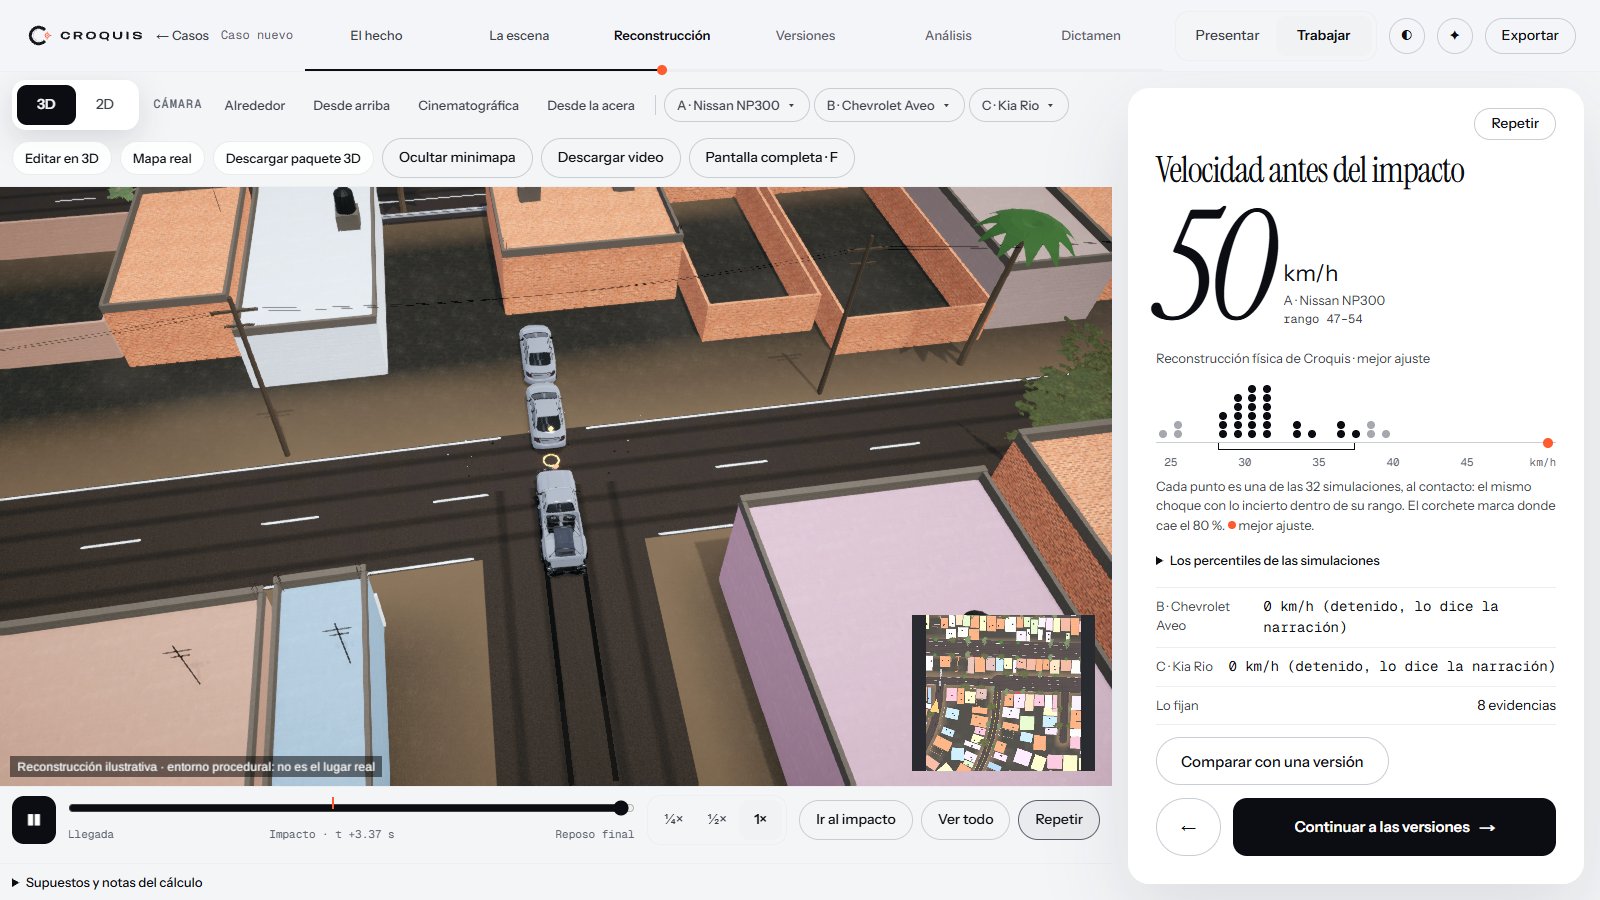 CROQUIS ← Casos Caso nuevo El hecho La escena Reconstrucción Versiones Análisis Dictamen Presentar Trabajar Exportar
3D 2D CÁMARA Alrededor Desde arriba Cinematográfica Desde la acera A·Nissan NP300 B·Chevrolet Aveo C·Kia Rio
Editar en 3D Mapa real Descargar paquete 3D Ocultar minimapa Descargar video Pantalla completa·F
Reconstrucción ilustrativa · entorno procedural: no es el lugar real
Llegada Impacto · t +3.37 s Reposo final
¼× ½× 1× Ir al impacto Ver todo Repetir
Supuestos y notas del cálculo
Repetir
Velocidad antes del impacto
50 km/h
A·Nissan NP300
rango 47–54
Reconstrucción física de Croquis·mejor ajuste
25 30 35 40 45 km/h
Cada punto es una de las 32 simulaciones, al contacto: el mismo
choque con lo incierto dentro de su rango. El corchete marca donde
cae el 80 %. mejor ajuste.
Los percentiles de las simulaciones
B·Chevrolet Aveo 0 km/h (detenido, lo dice la
narración)
C·Kia Rio 0 km/h (detenido, lo dice la narración)
Lo fijan 8 evidencias
Comparar con una versión
← Continuar a las versiones →